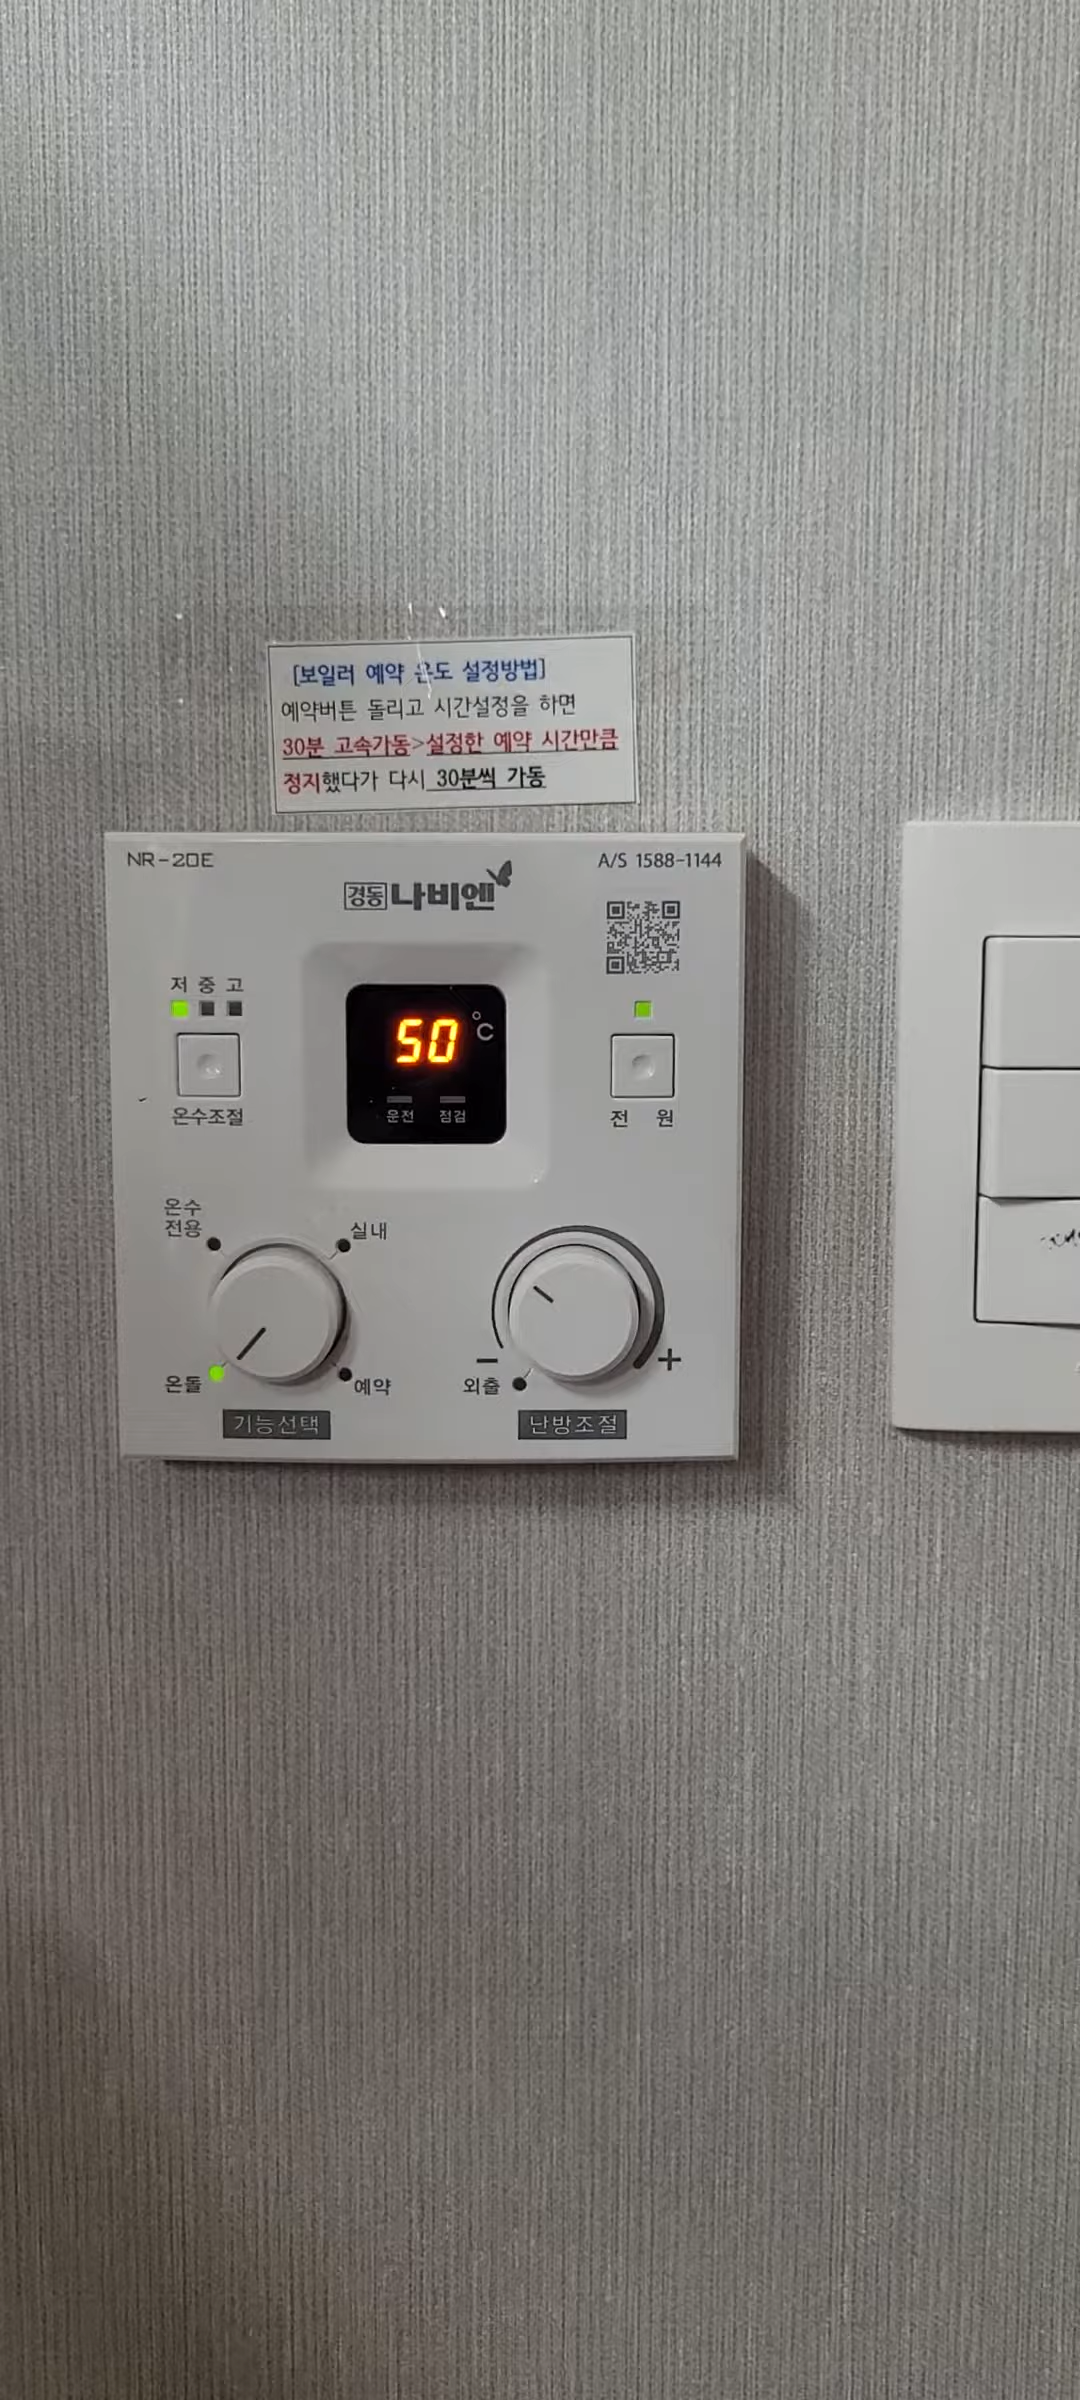 [보일러 예약 온도 설정방법]
예약버튼 돌리고 시간설정을 하면
30분 고속가동>설정한 예약 시간만큼
정지했다가 다시 30분씩 가동
NR-20E
A/S 1588-1144
경동 나비엔
저 중 고
50 °C
운전 점검
온수조절
전 원
온수
전용
실내
온돌
예약
기능선택
- +
외출
난방조절